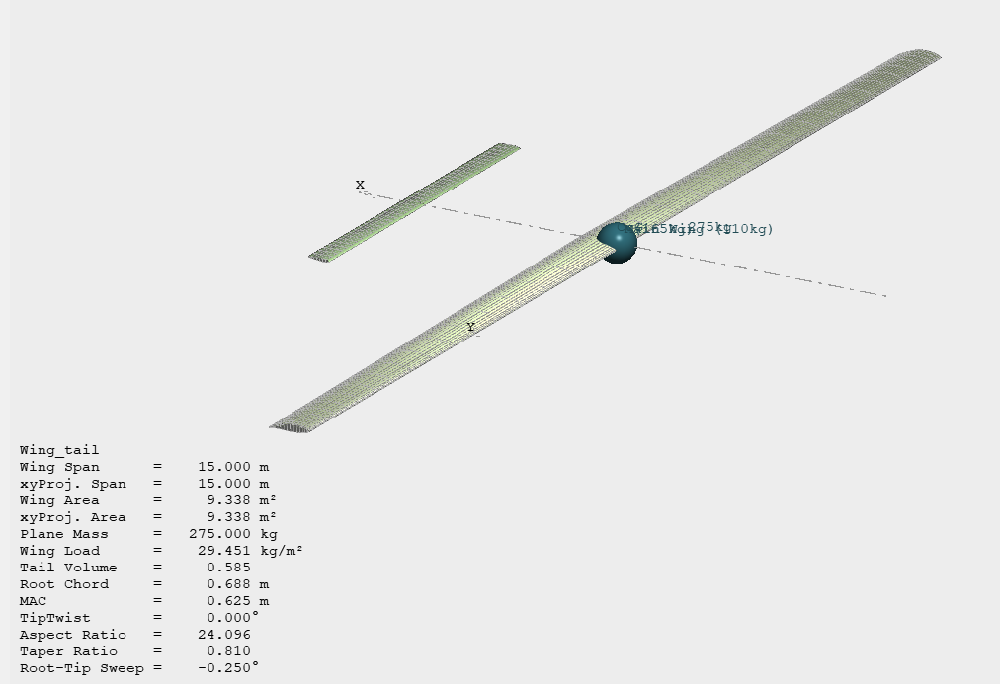 X
(110kg)
Y
Wing_tail
Wing Span = 15.000 m
xyProj. Span = 15.000 m
Wing Area = 9.338 m²
xyProj. Area = 9.338 m²
Plane Mass = 275.000 kg
Wing Load = 29.451 kg/m²
Tail Volume = 0.585
Root Chord = 0.688 m
MAC = 0.625 m
TipTwist = 0.000°
Aspect Ratio = 24.096
Taper Ratio = 0.810
Root-Tip Sweep = -0.250°